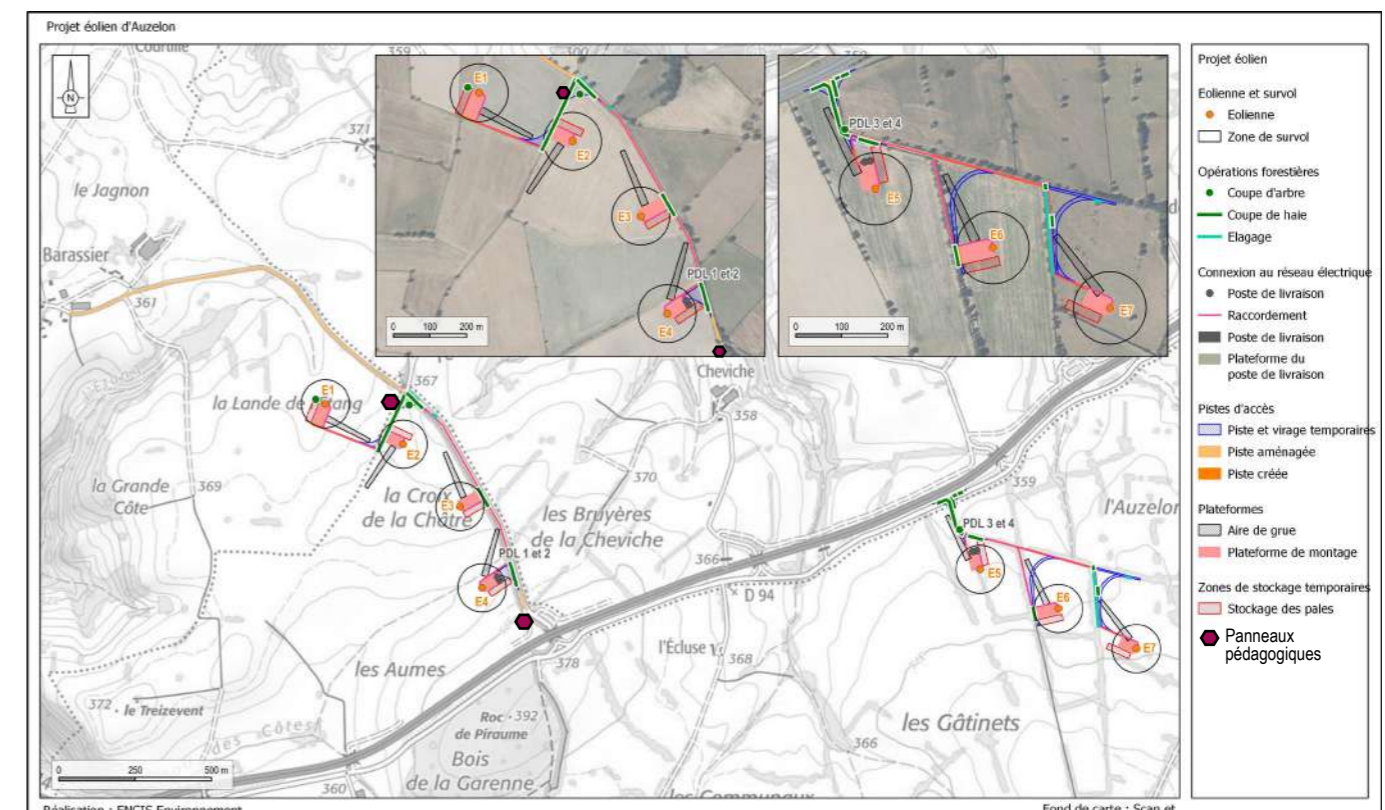 Projet éolien d'Auzelon
Courtille
359
300
N
371
le Jagnon
Barassier
361
367
la Lande de
E1
E2
E3
E4
la Grande
Côte
369
la Croix
de la Châtre
PDL 1 et 2
les Bruyères
de la Cheviche
370
Cheviche
358
366
D 94
l'Écluse
368
378
les Aumes
372
le Treizevent
des Côtes
Roc
392
de Piraume
Bois
de la Garenne
360
les Communaux
366
les Gâtinets
359
l'Auzelon
PDL 3 et 4
E5
E6
E7
0 250 500 m
E1
E2
E3
PDL 1 et 2
E4
0 100 200 m
359
PDL 3 et 4
E5
E6
E7
0 100 200 m
Projet éolien
Eolienne et survol
Eolienne
Zone de survol
Opérations forestières
Coupe d'arbre
Coupe de haie
Elagage
Connexion au réseau électrique
Poste de livraison
Raccordement
Poste de livraison
Plateforme du
poste de livraison
Pistes d'accès
Piste et virage temporaires
Piste aménagée
Piste créée
Plateformes
Aire de grue
Plateforme de montage
Zones de stockage temporaires
Stockage des pales
Panneaux
pédagogiques
Réalisation : ENCIS Environnement
Fond de carte : Scan et